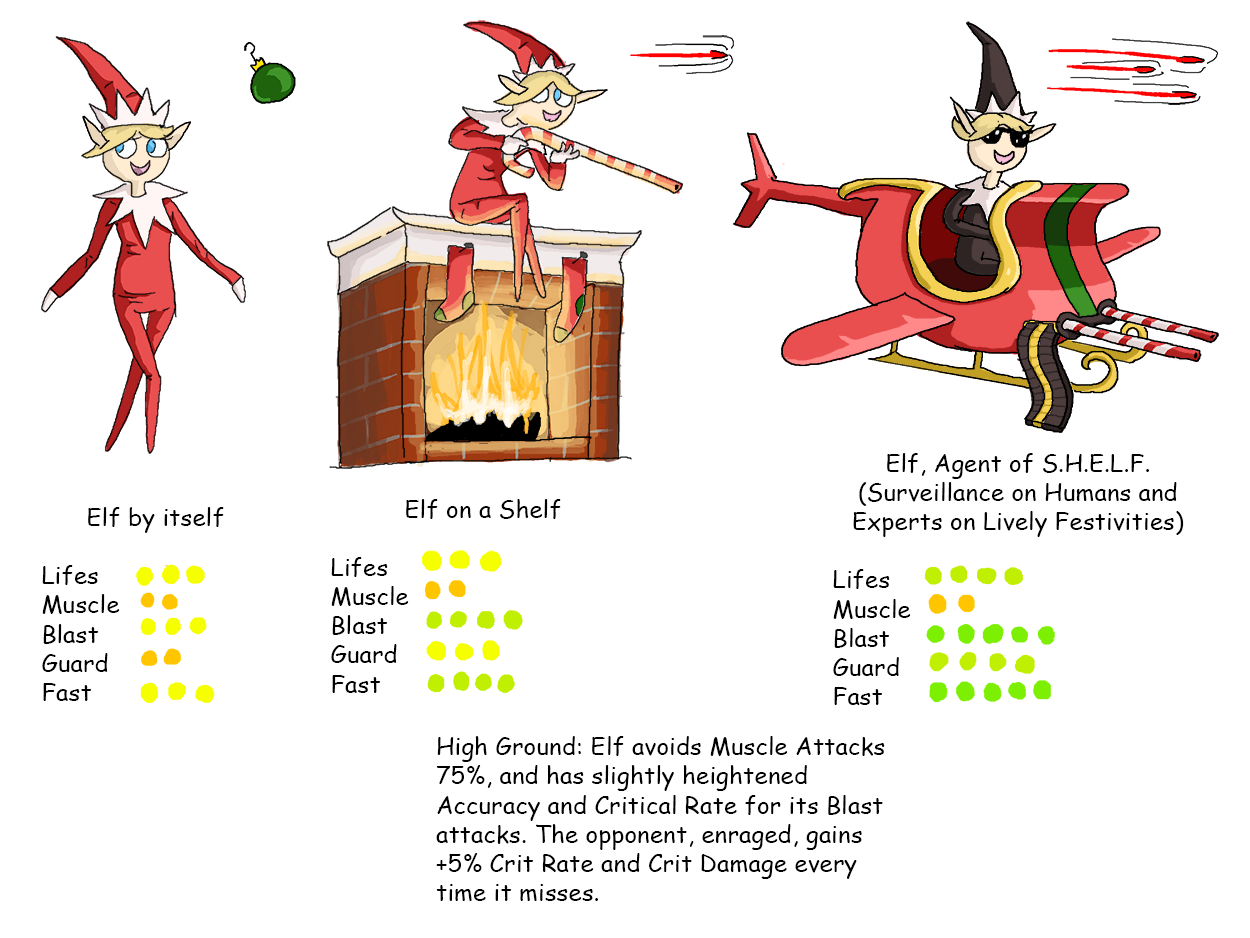 Elf by itself
Lifes
Muscle
Blast
Guard
Fast
Elf on a Shelf
Lifes
Muscle
Blast
Guard
Fast
Elf, Agent of S.H.E.L.F.
(Surveillance on Humans and
Experts on Lively Festivities)
Lifes
Muscle
Blast
Guard
Fast
High Ground: Elf avoids Muscle Attacks
75%, and has slightly heightened
Accuracy and Critical Rate for its Blast
attacks. The opponent, enraged, gains
+5% Crit Rate and Crit Damage every
time it misses.